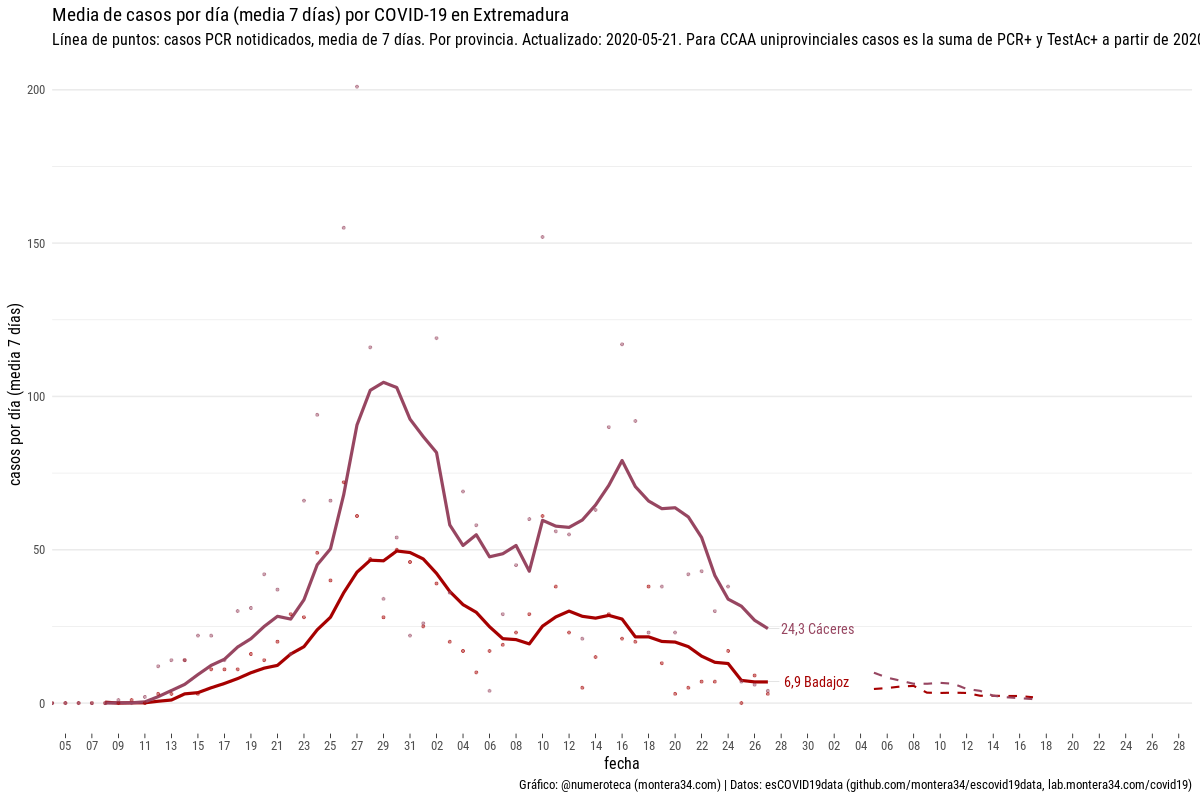 Media de casos por día (media 7 días) por COVID-19 en Extremadura
Línea de puntos: casos PCR notidicados, media de 7 días. Por provincia. Actualizado: 2020-05-21. Para CCAA uniprovinciales casos es la suma de PCR+ y TestAc+ a partir de 2020
casos por día (media 7 días)
200
150
100
50
0
24,3 Cáceres
6,9 Badajoz
05 07 09 11 13 15 17 19 21 23 25 27 29 31 02 04 06 08 10 12 14 16 18 20 22 24 26 28 30 02 04 06 08 10 12 14 16 18 20 22 24 26 28
fecha
Gráfico: @numeroteca (montera34.com) | Datos: esCOVID19data (github.com/montera34/escovid19data, lab.montera34.com/covid19)